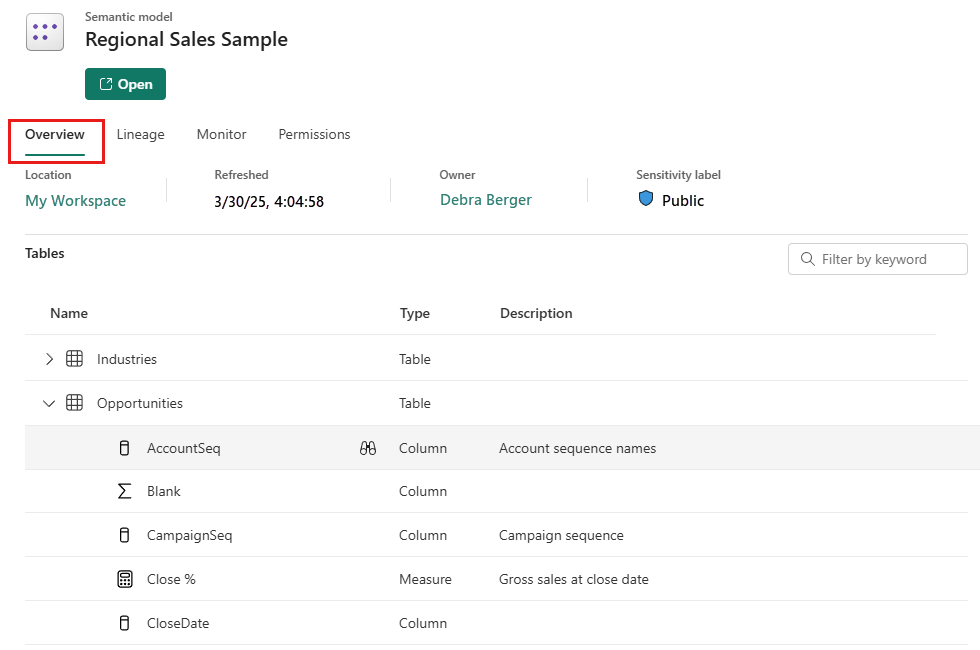 Semantic model
Regional Sales Sample
Open
Overview Lineage Monitor Permissions
Location Refreshed Owner Sensitivity label
My Workspace 3/30/25, 4:04:58 Debra Berger Public
Tables
Filter by keyword
Name Type Description
Industries Table
Opportunities Table
AccountSeq Column Account sequence names
Blank Column
CampaignSeq Column Campaign sequence
Close % Measure Gross sales at close date
CloseDate Column